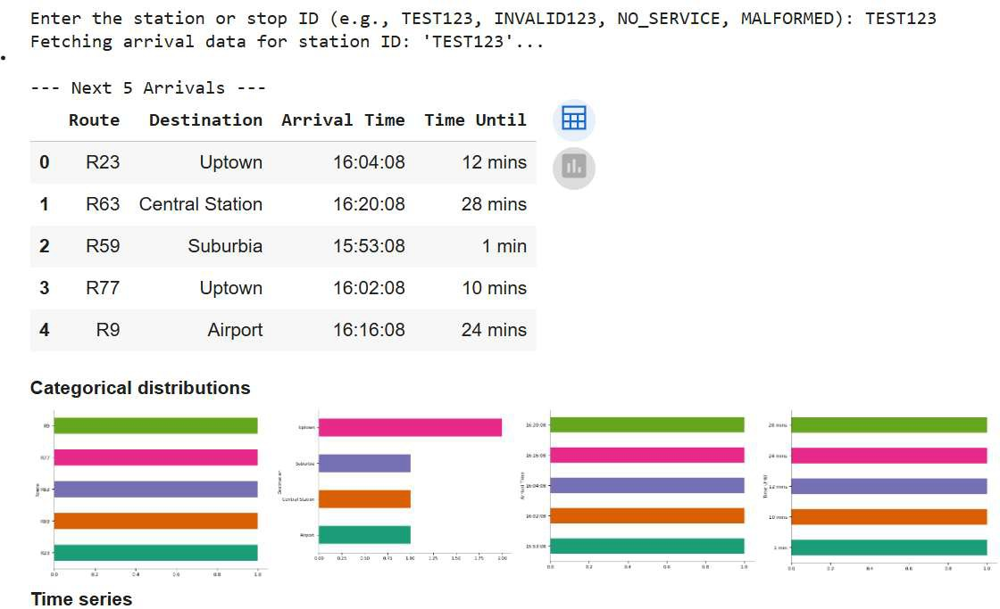 Enter the station or stop ID (e.g., TEST123, INVALID123, NO_SERVICE, MALFORMED): TEST123
Fetching arrival data for station ID: 'TEST123'...
--- Next 5 Arrivals ---
Route Destination Arrival Time Time Until
0 R23 Uptown 16:04:08 12 mins
1 R63 Central Station 16:20:08 28 mins
2 R59 Suburbia 15:53:08 1 min
3 R77 Uptown 16:02:08 10 mins
4 R9 Airport 16:16:08 24 mins
Categorical distributions
R9
R77
R63
R59
R23
Route
0.0 0.2 0.4 0.6 0.8 1.0
Uptown
Suburbia
Central Station
Airport
Destination
0.00 0.25 0.50 0.75 1.00 1.25 1.50 1.75 2.00
16:20:08
16:16:08
16:04:08
16:02:08
15:53:08
Arrival Time
0.0 0.2 0.4 0.6 0.8 1.0
28 mins
24 mins
12 mins
10 mins
1 min
Time Until
0.0 0.2 0.4 0.6 0.8 1.0
Time series